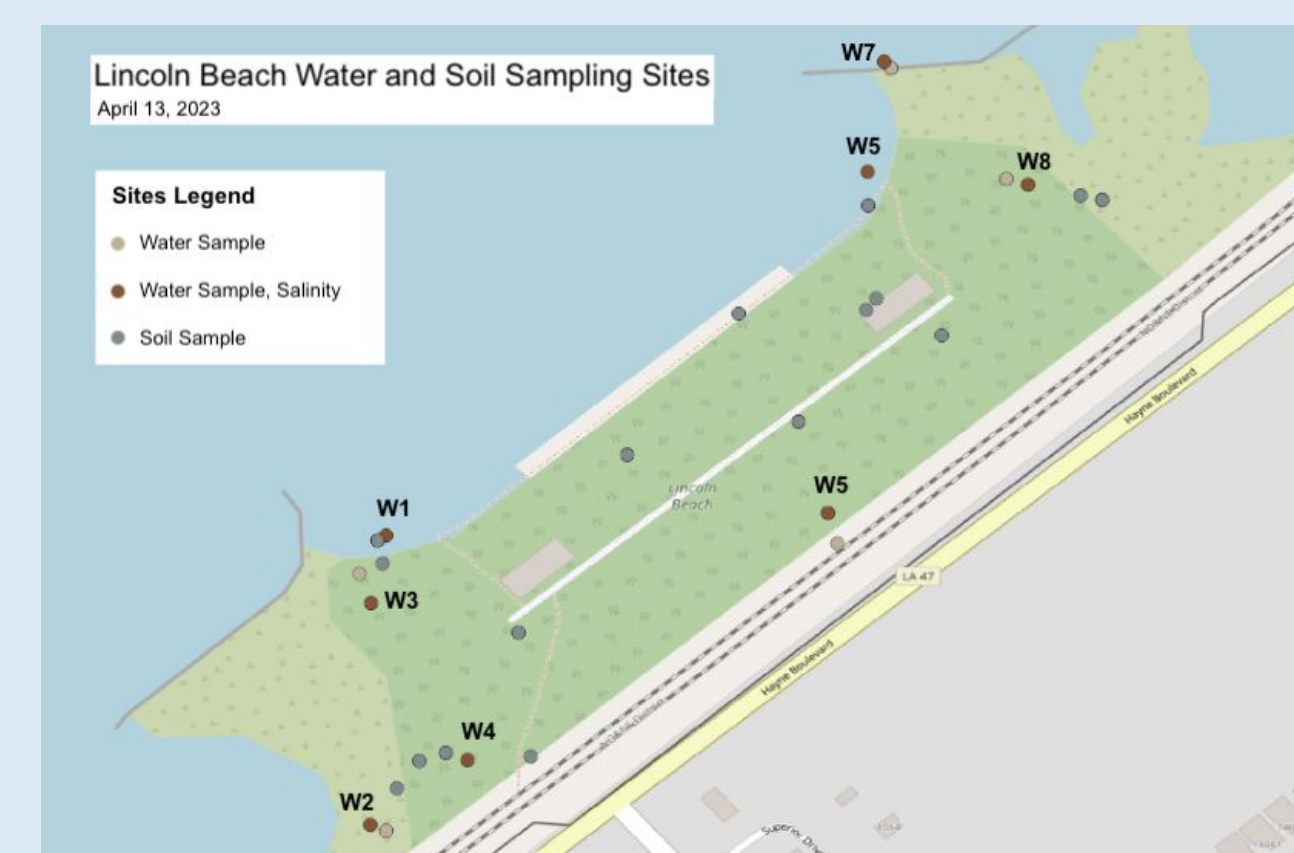 Lincoln Beach Water and Soil Sampling Sites
April 13, 2023
Sites Legend
Water Sample
Water Sample, Salinity
Soil Sample
W7
W5
W8
Hayne Boulevard
Lincoln
Beach
W5
W1
LA 47
W3
Hayne Boulevard
W4
W2